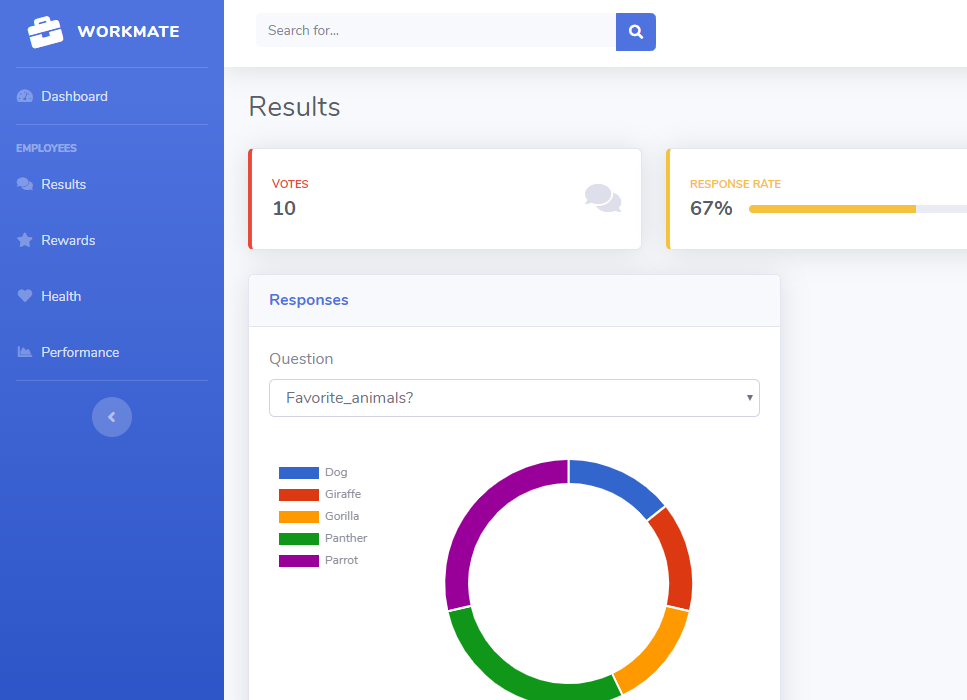 WORKMATE
Search for...
Dashboard
EMPLOYEES
Results
Rewards
Health
Performance
Results
VOTES
10
RESPONSE RATE
67%
Responses
Question
Favorite_animals?
Dog
Giraffe
Gorilla
Panther
Parrot